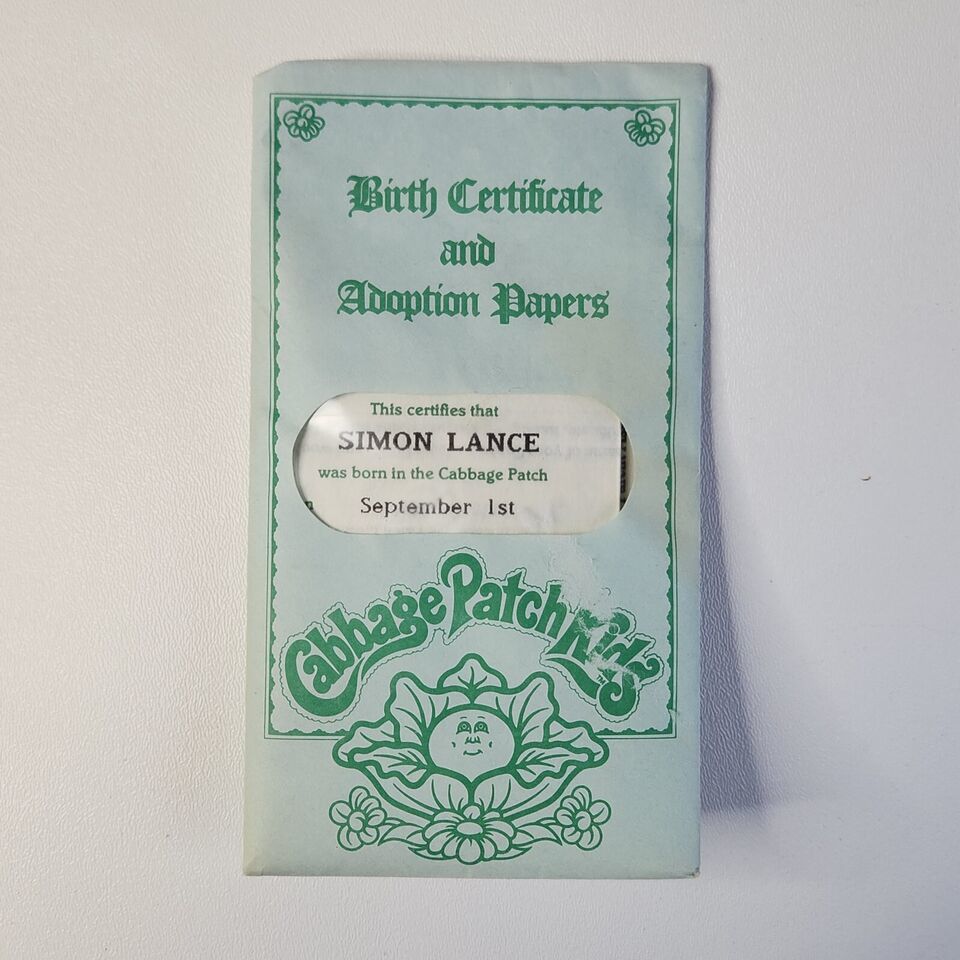 Birth Certificate
and
Adoption Papers
This certifies that
SIMON LANCE
was born in the Cabbage Patch
September 1st
Cabbage Patch Kids
TM